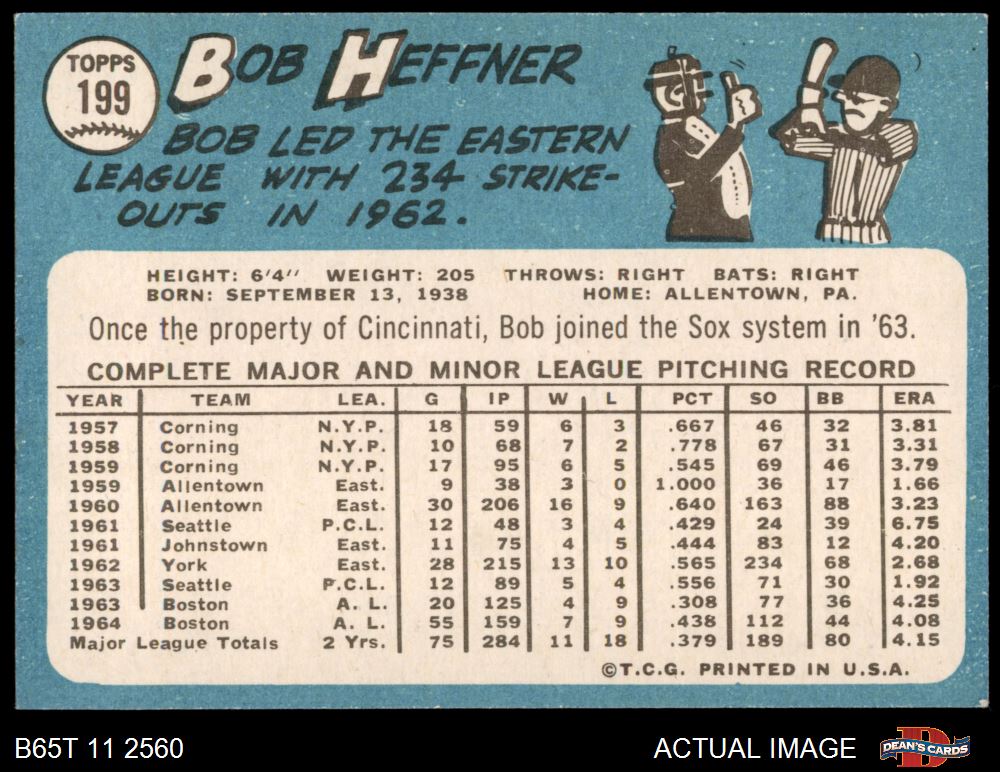 TOPPS
199
BOB HEFFNER
BOB LED THE EASTERN
LEAGUE WITH 234 STRIKE-
OUTS IN 1962.
HEIGHT: 6'4" WEIGHT: 205 THROWS: RIGHT BATS: RIGHT
BORN: SEPTEMBER 13, 1938 HOME: ALLENTOWN, PA.
Once the property of Cincinnati, Bob joined the Sox system in '63.
COMPLETE MAJOR AND MINOR LEAGUE PITCHING RECORD
YEAR TEAM LEA. G IP W L PCT SO BB ERA
1957 Corning N.Y.P. 18 59 6 3 .667 46 32 3.81
1958 Corning N.Y.P. 10 68 7 2 .778 67 31 3.31
1959 Corning N.Y.P. 17 95 6 5 .545 69 46 3.79
1959 Allentown East. 9 38 3 0 1.000 36 17 1.66
1960 Allentown East. 30 206 16 9 .640 163 88 3.23
1961 Seattle P.C.L. 12 48 3 4 .429 24 39 6.75
1961 Johnstown East. 11 75 4 5 .444 83 12 4.20
1962 York East. 28 215 13 10 .565 234 68 2.68
1963 Seattle P.C.L. 12 89 5 4 .556 71 30 1.92
1963 Boston A. L. 20 125 4 9 .308 77 36 4.25
1964 Boston A. L. 55 159 7 9 .438 112 44 4.08
Major League Totals 2 Yrs. 75 284 11 18 .379 189 80 4.15
©T.C.G. PRINTED IN U.S.A.
B65T 11 2560 ACTUAL IMAGE DEAN'S CARDS